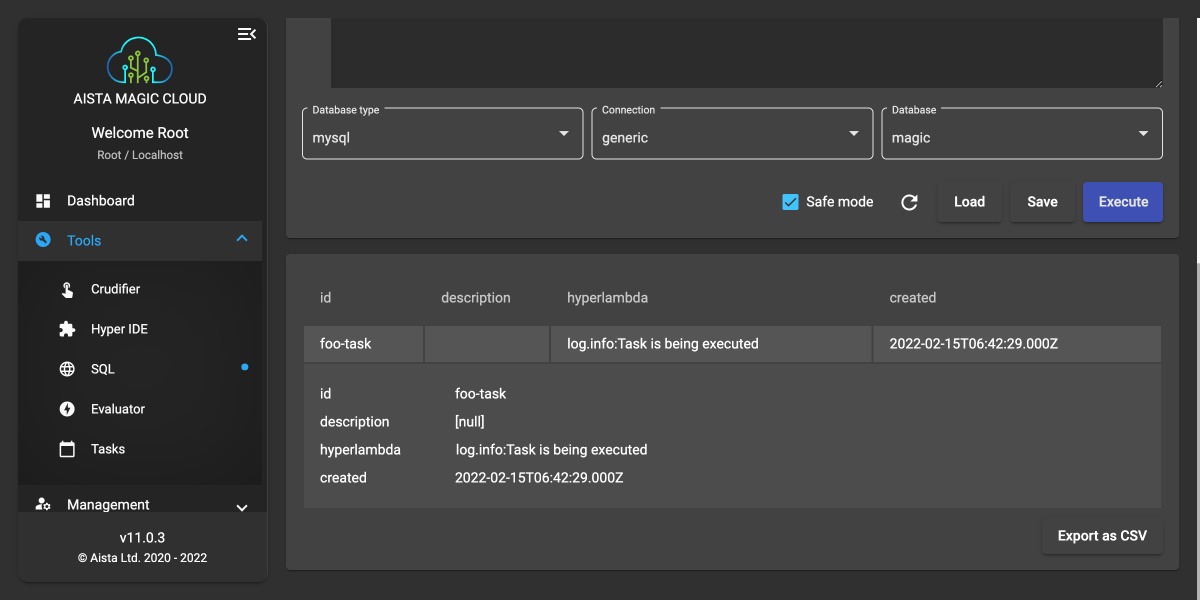 AISTA MAGIC CLOUD
Welcome Root
Root / Localhost
Dashboard
Tools
Crudifier
Hyper IDE
SQL
Evaluator
Tasks
Management
v11.0.3
© Aista Ltd. 2020 - 2022
Database type Connection Database
mysql generic magic
Safe mode Load Save Execute
id description hyperlambda created
foo-task log.info:Task is being executed 2022-02-15T06:42:29.000Z
id foo-task
description [null]
hyperlambda log.info:Task is being executed
created 2022-02-15T06:42:29.000Z
Export as CSV